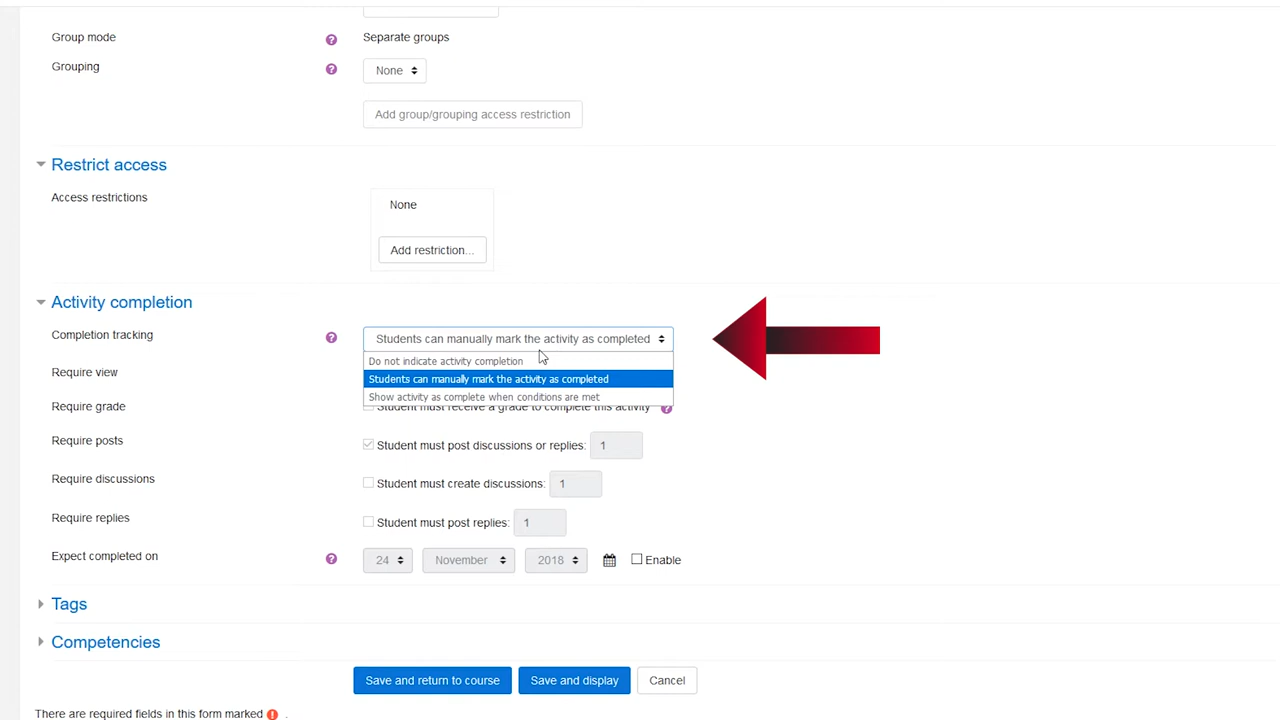 Group mode Separate groups
Grouping None
Add group/grouping access restriction
Restrict access
Access restrictions None
Add restriction...
Activity completion
Completion tracking Students can manually mark the activity as completed
Do not indicate activity completion
Require view Students can manually mark the activity as completed
Show activity as complete when conditions are met
Require grade Student must receive a grade to complete this activity
Require posts Student must post discussions or replies: 1
Require discussions Student must create discussions: 1
Require replies Student must post replies: 1
Expect completed on 24 November 2018 Enable
Tags
Competencies
Save and return to course Save and display Cancel
There are required fields in this form marked .